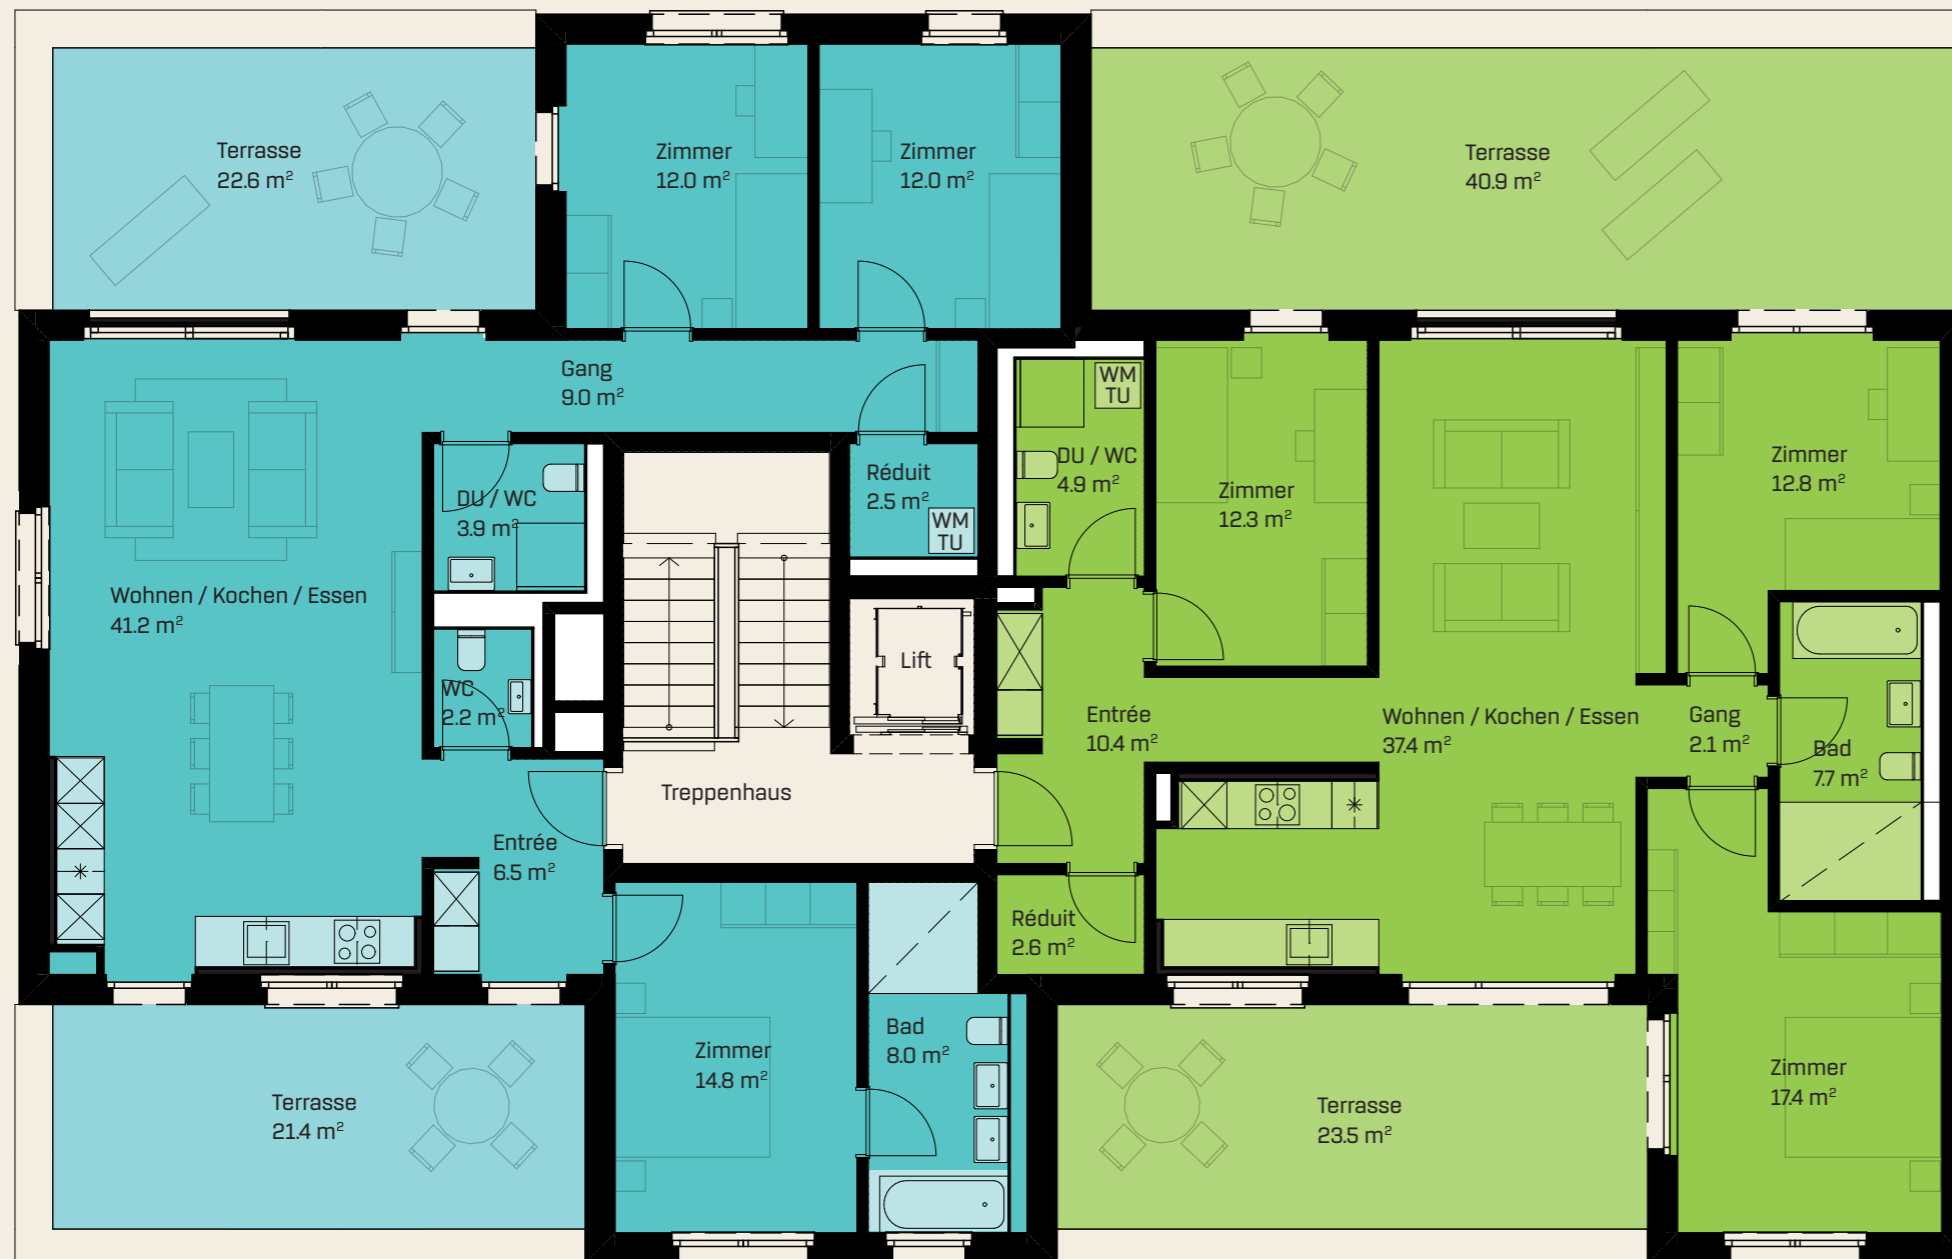 Terrasse
22.6 m²
Zimmer
12.0 m²
Zimmer
12.0 m²
Terrasse
40.9 m²
Gang
9.0 m²
WM
TU
DU / WC
4.9 m²
Zimmer
12.3 m²
Zimmer
12.8 m²
Réduit
2.5 m²
WM
TU
DU / WC
3.9 m²
Wohnen / Kochen / Essen
41.2 m²
Lift
WC
2.2 m²
Entrée
10.4 m²
Wohnen / Kochen / Essen
37.4 m²
Gang
2.1 m²
Bad
7.7 m²
Treppenhaus
Entrée
6.5 m²
Réduit
2.6 m²
Bad
8.0 m²
Zimmer
14.8 m²
Zimmer
17.4 m²
Terrasse
21.4 m²
Terrasse
23.5 m²